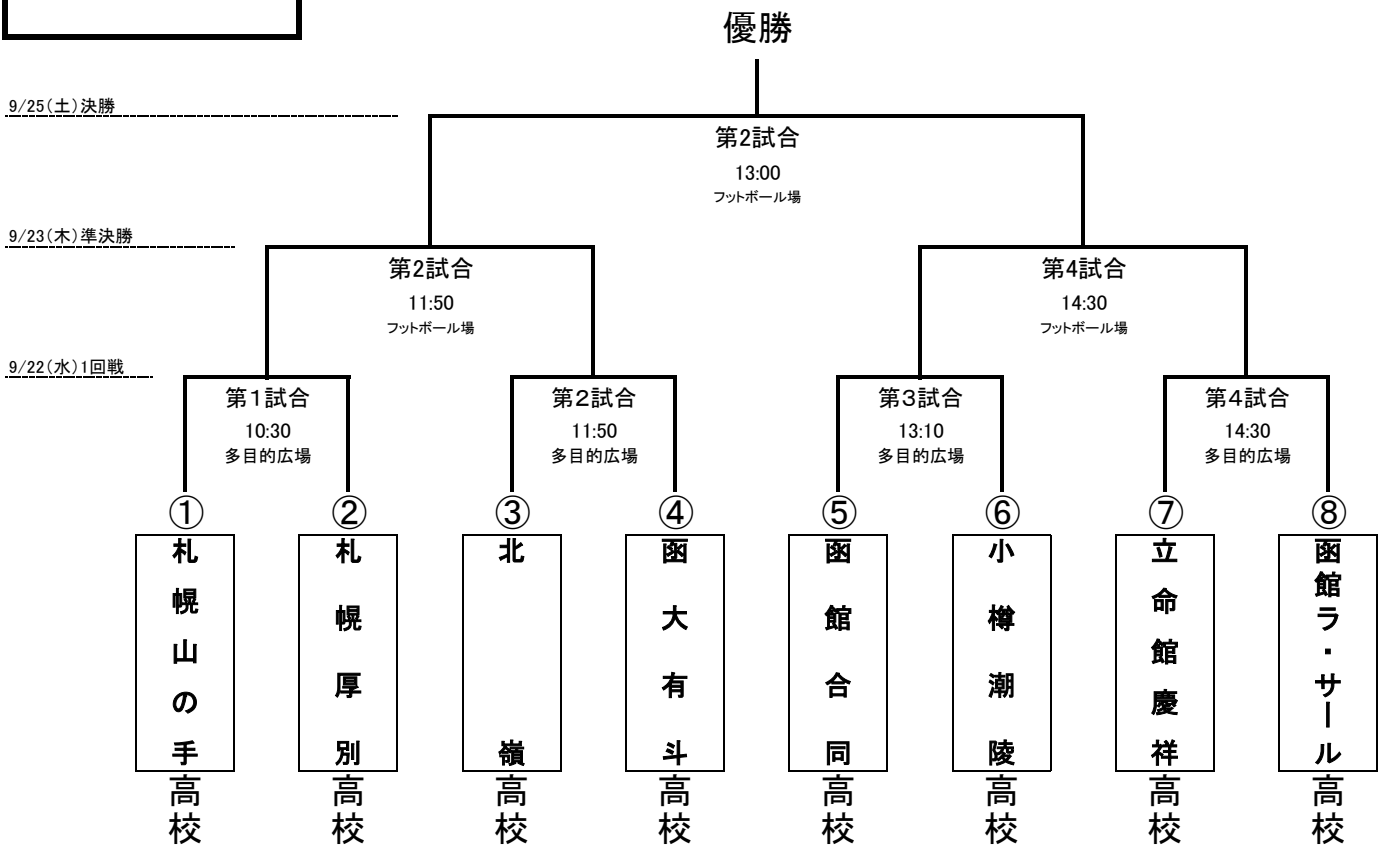 優勝
9/25(土)決勝
第2試合
13:00
フットボール場
9/23(木)準決勝
第2試合
11:50
フットボール場
第4試合
14:30
フットボール場
9/22(水)1回戦
第1試合
10:30
多目的広場
第2試合
11:50
多目的広場
第3試合
13:10
多目的広場
第4試合
14:30
多目的広場
①
札幌山の手
高校
②
札幌厚別
高校
③
北嶺
高校
④
函大有斗
高校
⑤
函館合同
高校
⑥
小樽潮陵
高校
⑦
立命館慶祥
高校
⑧
函館ラ・サール
高校